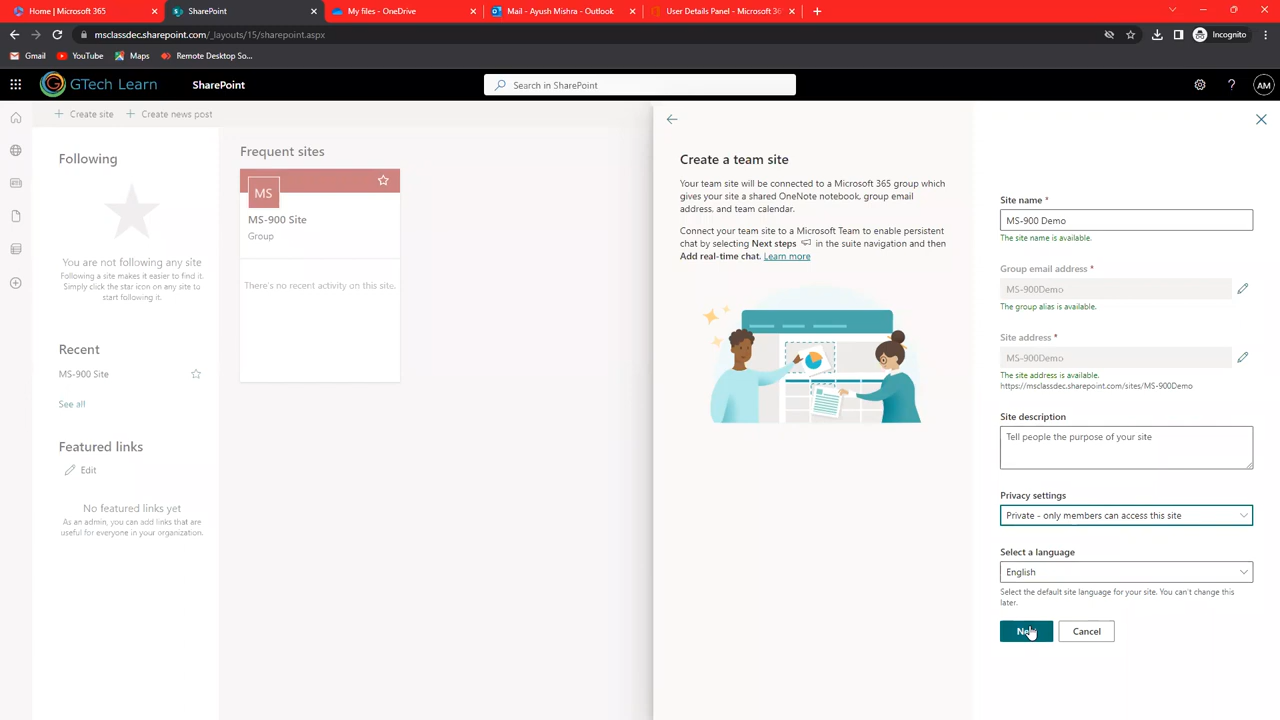 Home | Microsoft 365
SharePoint
My files - OneDrive
Mail - Ayush Mishra - Outlook
User Details Panel - Microsoft 36
msclassdec.sharepoint.com/_layouts/15/sharepoint.aspx
Incognito
Gmail
YouTube
Maps
Remote Desktop So...
GTech Learn
SharePoint
Search in SharePoint
AM
Create site
Create news post
Following
You are not following any site
Following a site makes it easier to find it.
Simply click the star icon on any site to
start following it.
Recent
MS-900 Site
See all
Featured links
Edit
No featured links yet
As an admin, you can add links that are
useful for everyone in your organization.
Frequent sites
MS
MS-900 Site
Group
There's no recent activity on this site.
Create a team site
Your team site will be connected to a Microsoft 365 group which
gives your site a shared OneNote notebook, group email
address, and team calendar.
Connect your team site to a Microsoft Team to enable persistent
chat by selecting Next steps in the suite navigation and then
Add real-time chat. Learn more
Site name *
MS-900 Demo
The site name is available.
Group email address *
MS-900Demo
The group alias is available.
Site address *
MS-900Demo
The site address is available.
https://msclassdec.sharepoint.com/sites/MS-900Demo
Site description
Tell people the purpose of your site
Privacy settings
Private - only members can access this site
Select a language
English
Select the default site language for your site. You can't change this
later.
Cancel